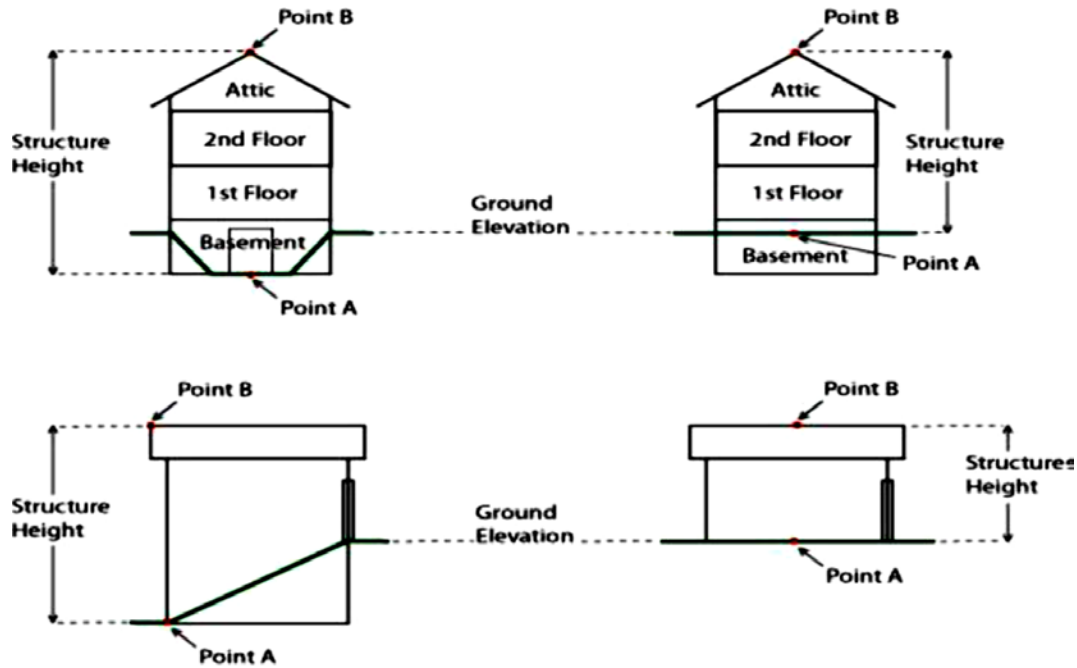 Point B
Attic
2nd Floor
1st Floor
Basement
Structure
Height
Point A
Ground
Elevation
Point B
Attic
2nd Floor
1st Floor
Basement
Structure
Height
Point A
Point B
Structure
Height
Point A
Ground
Elevation
Point B
Structures
Height
Point A